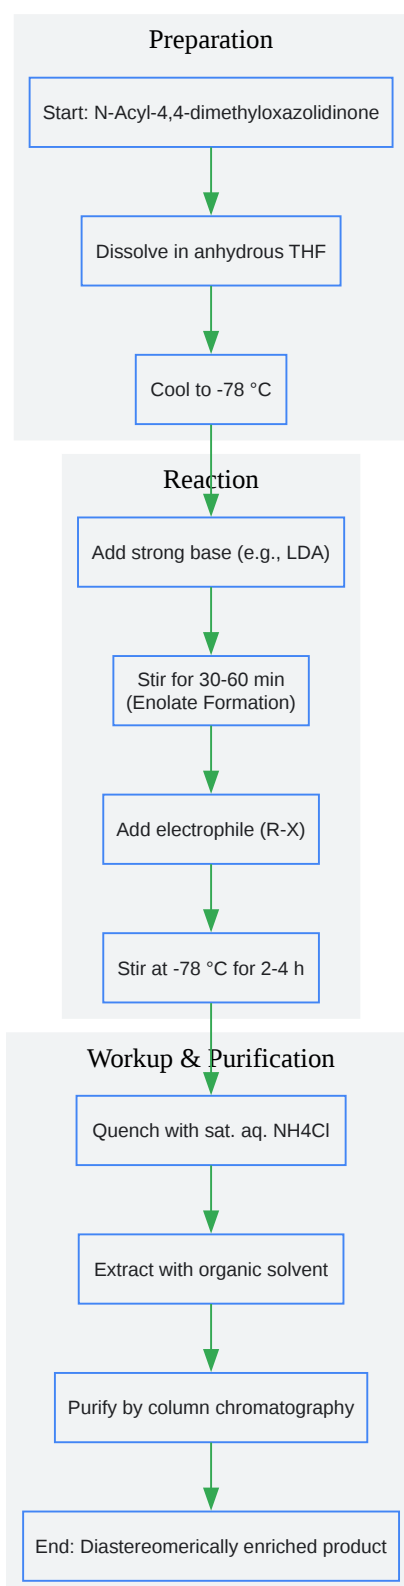 Preparation
Start: N-Acyl-4,4-dimethyloxazolidinone
Dissolve in anhydrous THF
Cool to -78 °C
Reaction
Add strong base (e.g., LDA)
Stir for 30-60 min
(Enolate Formation)
Add electrophile (R-X)
Stir at -78 °C for 2-4 h
Workup & Purification
Quench with sat. aq. NH4Cl
Extract with organic solvent
Purify by column chromatography
End: Diastereomerically enriched product